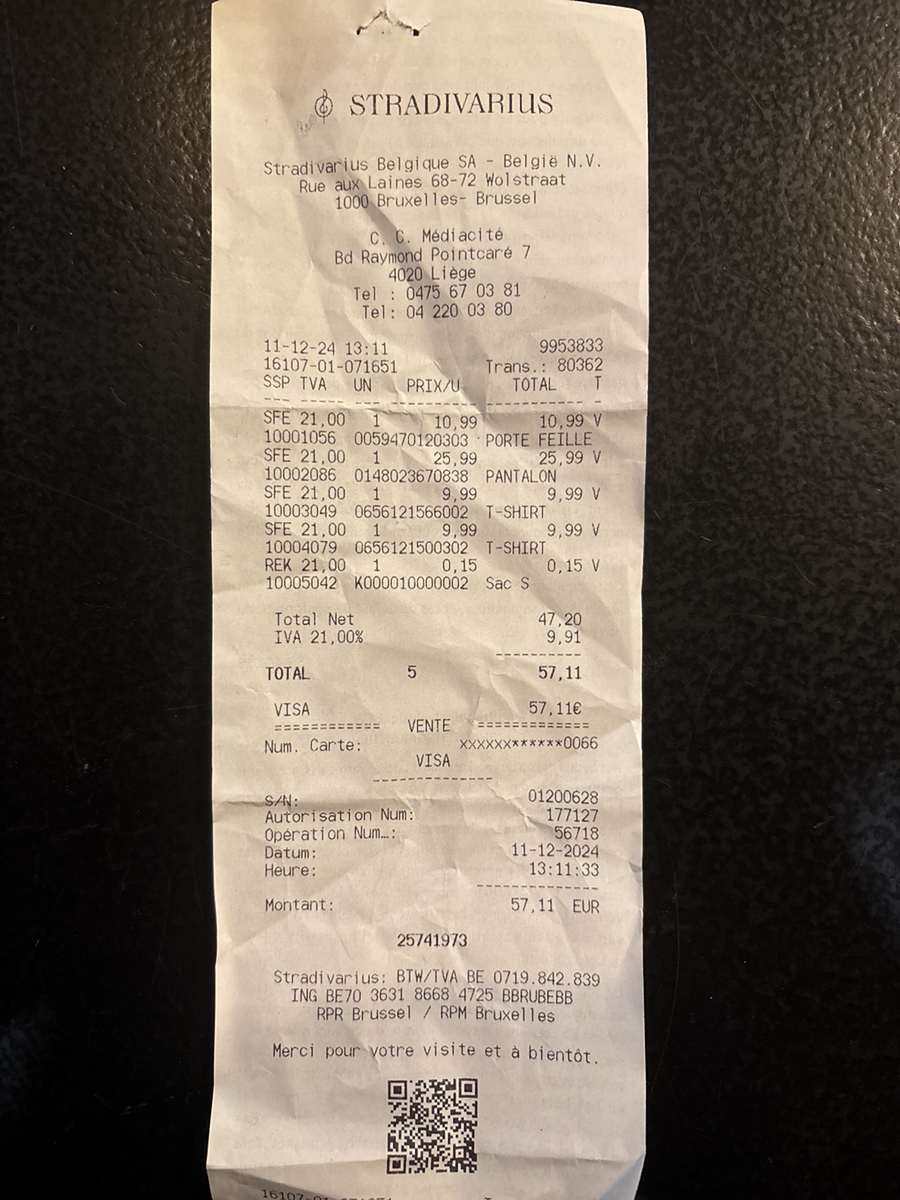 STRADIVARIUS
Stradivarius Belgique SA - België N.V.
Rue aux Laines 68-72 Wolstraat
1000 Bruxelles- Brussel
C. C. Médiacité
Bd Raymond Pointcaré 7
4020 Liège
Tel : 0475 67 03 81
Tel: 04 220 03 80
11-12-24 13:11 9953833
16107-01-071651 Trans.: 80362
SSP TVA UN PRIX/U TOTAL T
--- --- -- ---------- ----------- -
SFE 21,00 1 10,99 10,99 V
10001056 0059470120303 PORTE FEILLE
SFE 21,00 1 25,99 25,99 V
10002086 0148023670838 PANTALON
SFE 21,00 1 9,99 9,99 V
10003049 0656121566002 T-SHIRT
SFE 21,00 1 9,99 9,99 V
10004079 0656121500302 T-SHIRT
REK 21,00 1 0,15 0,15 V
10005042 K000010000002 Sac S
Total Net 47,20
IVA 21,00% 9,91
----------
TOTAL 5 57,11
VISA 57,11€
============ VENTE =============
Num. Carte: XXXXXX******0066
VISA
--------------
S/N: 01200628
Autorisation Num: 177127
Opération Num…: 56718
Datum: 11-12-2024
Heure: 13:11:33
--------------
Montant: 57,11 EUR
25741973
Stradivarius: BTW/TVA BE 0719.842.839
ING BE70 3631 8668 4725 BBRUBEBB
RPR Brussel / RPM Bruxelles
Merci pour votre visite et à bientôt.